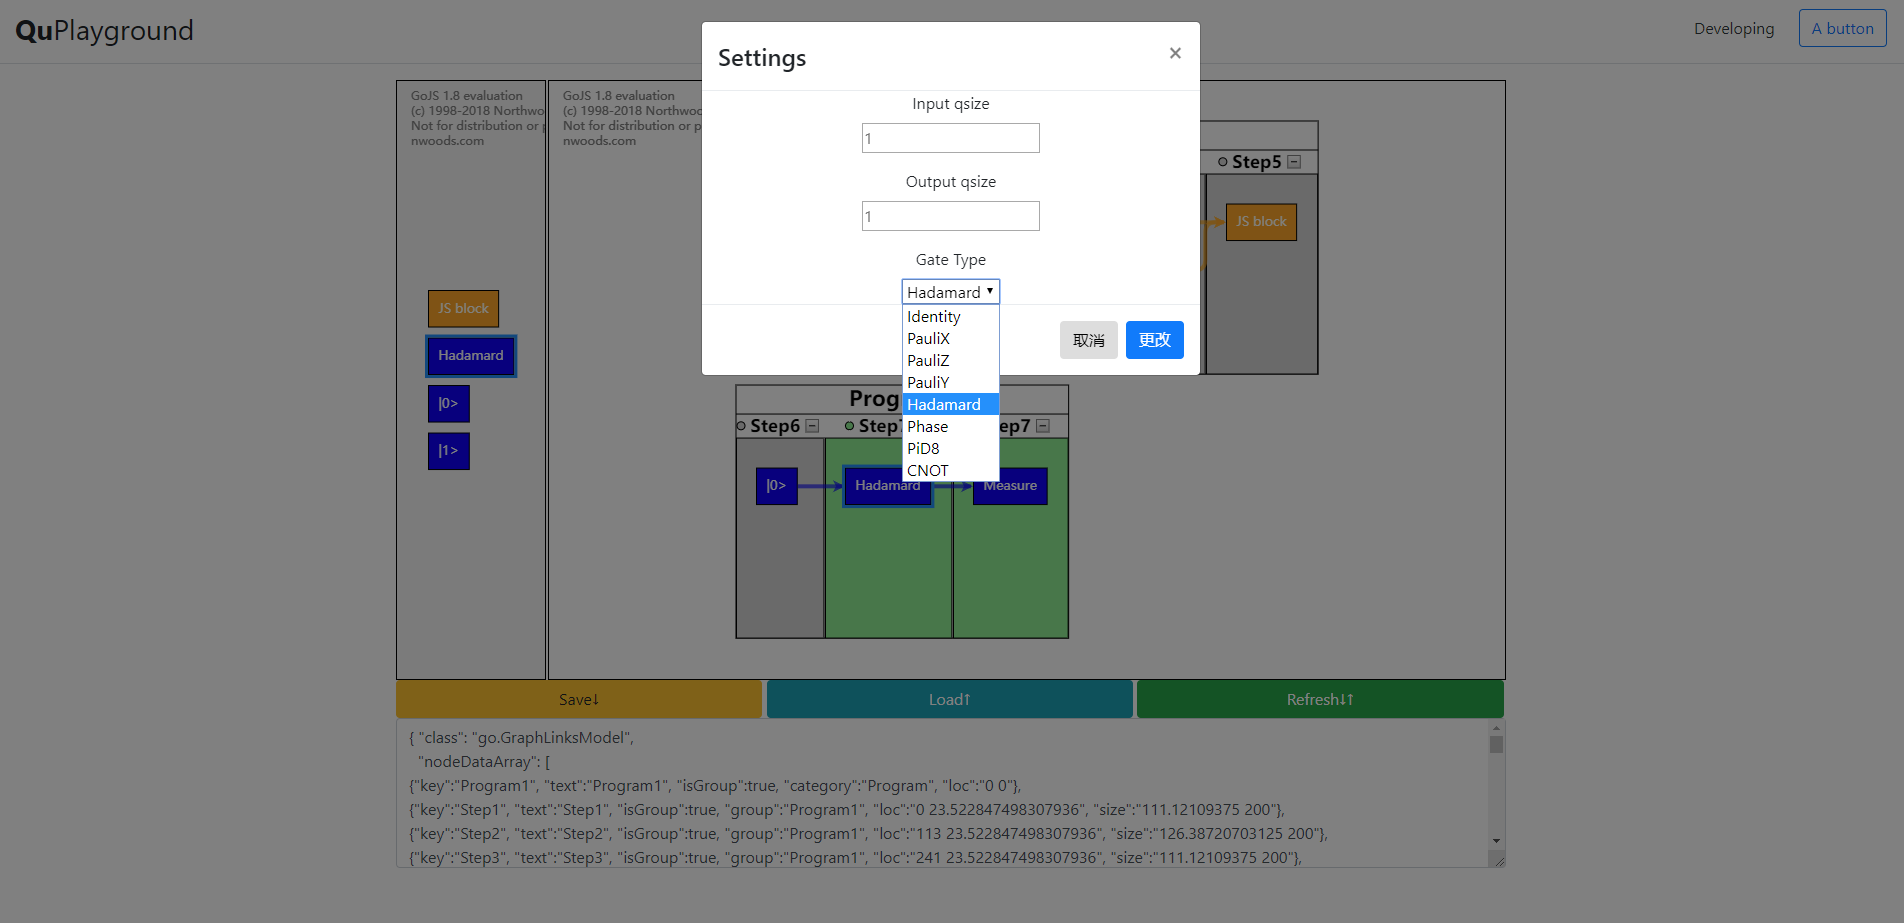 QuPlayground
Developing
A button
Settings
×
Input qsize
1
Output qsize
1
Gate Type
Hadamard
Identity
PauliX
PauliZ
PauliY
Hadamard
Phase
PiD8
CNOT
取消
更改
GoJS 1.8 evaluation
(c) 1998-2018 Northwo
Not for distribution or p
nwoods.com
GoJS 1.8 evaluation
(c) 1998-2018 Northwoo
Not for distribution or p
nwoods.com
JS block
Hadamard
|0>
|1>
Step5
JS block
Prog
Step6
Step7
ep7
|0>
Hadamard
Measure
Save↓
Load↑
Refresh↓↑
{ "class": "go.GraphLinksModel",
"nodeDataArray": [
{"key":"Program1", "text":"Program1", "isGroup":true, "category":"Program", "loc":"0 0"},
{"key":"Step1", "text":"Step1", "isGroup":true, "group":"Program1", "loc":"0 23.522847498307936", "size":"111.12109375 200"},
{"key":"Step2", "text":"Step2", "isGroup":true, "group":"Program1", "loc":"113 23.522847498307936", "size":"126.38720703125 200"},
{"key":"Step3", "text":"Step3", "isGroup":true, "group":"Program1", "loc":"241 23.522847498307936", "size":"111.12109375 200"},